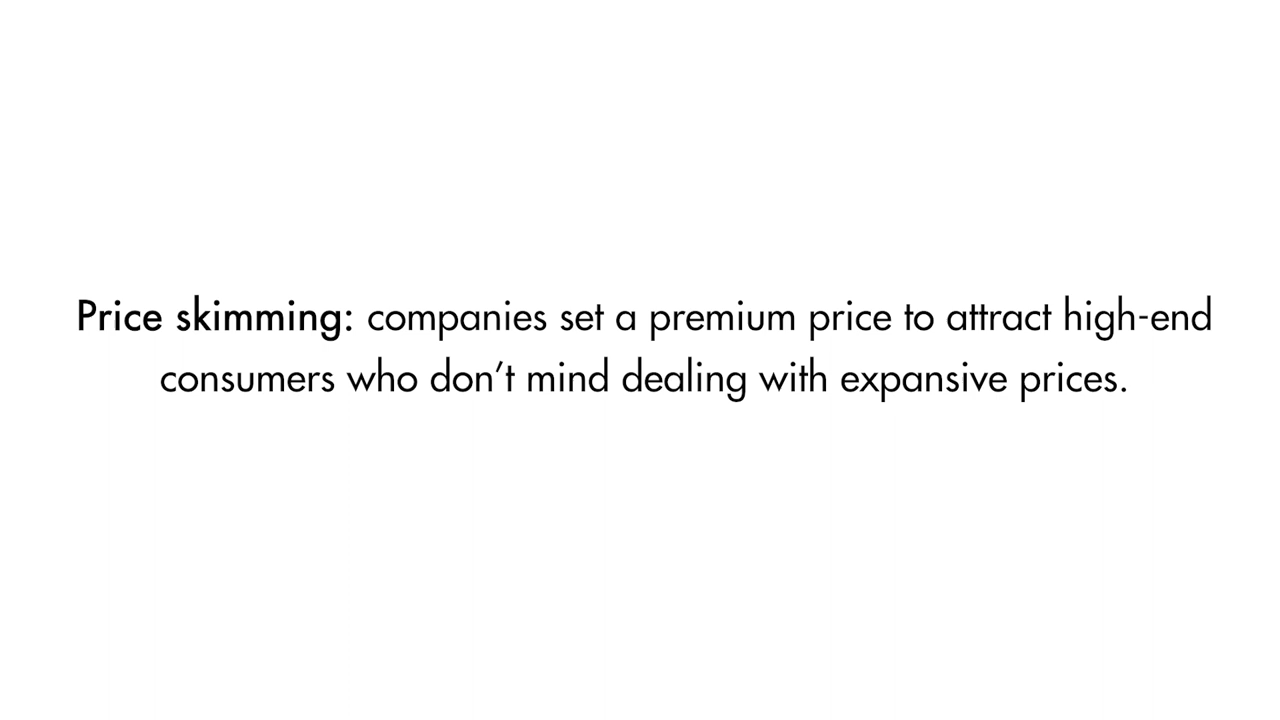 Price skimming: companies set a premium price to attract high-end
consumers who don’t mind dealing with expansive prices.